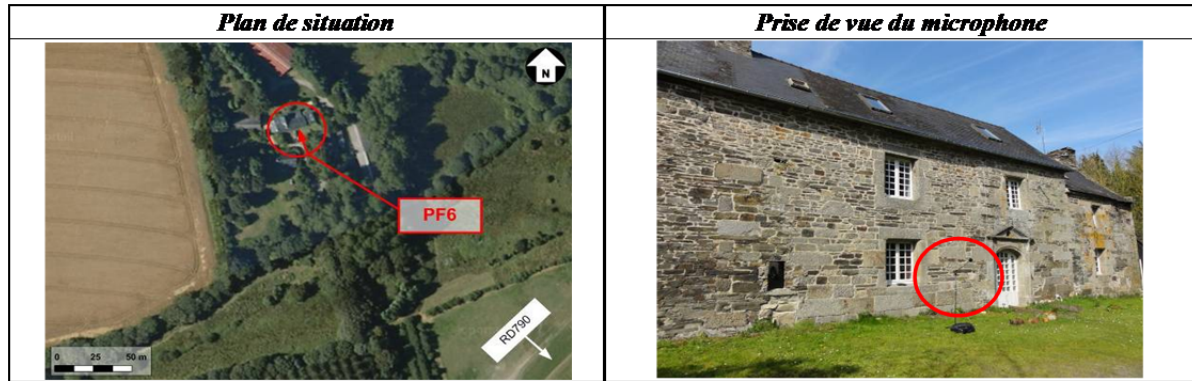 Plan de situation
Prise de vue du microphone
N
PF6
RD790
0 25 50 m